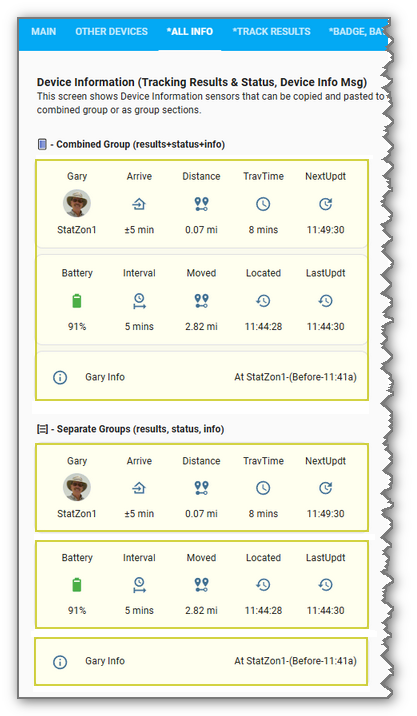 MAIN OTHER DEVICES *ALL INFO *TRACK RESULTS *BADGE, BAT
Device Information (Tracking Results & Status, Device Info Msg)
This screen shows Device Information sensors that can be copied and pasted to
combined group or as group sections.
- Combined Group (results+status+info)
Gary Arrive Distance TravTime NextUpdt
StatZon1 ±5 min 0.07 mi 8 mins 11:49:30
Battery Interval Moved Located LastUpdt
91% 5 mins 2.82 mi 11:44:28 11:44:30
Gary Info At StatZon1-(Before-11:41a)
- Separate Groups (results, status, info)
Gary Arrive Distance TravTime NextUpdt
StatZon1 ±5 min 0.07 mi 8 mins 11:49:30
Battery Interval Moved Located LastUpdt
91% 5 mins 2.82 mi 11:44:28 11:44:30
Gary Info At StatZon1-(Before-11:41a)